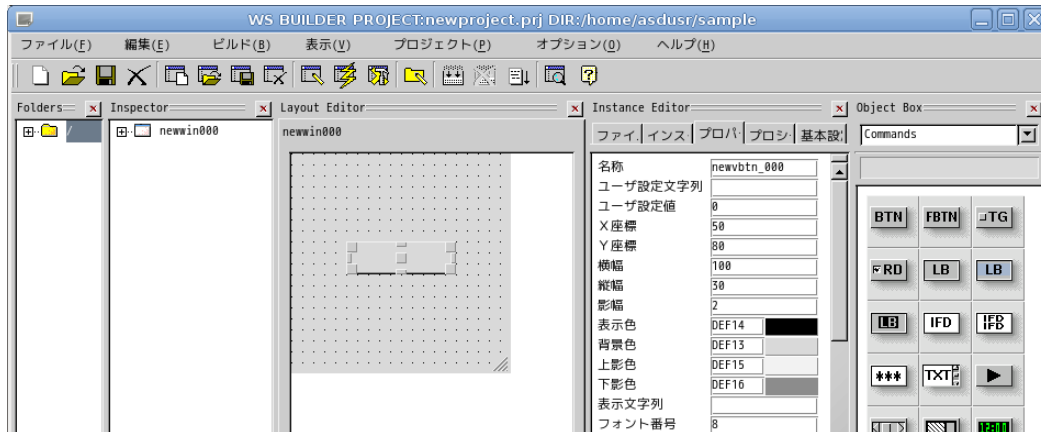 WS BUILDER PROJECT:newproject.prj DIR:/home/asdusr/sample
ファイル(F) 編集(E) ビルド(B) 表示(V) プロジェクト(P) オプション(O) ヘルプ(H)
Folders Inspector Layout Editor Instance Editor Object Box
/ newwin000 newwin000 ファイ. インス プロパ プロシ 基本設 Commands
名称 newvbtn_000
ユーザ設定文字列
ユーザ設定値 0
X座標 50
Y座標 80
横幅 100
縦幅 30
影幅 2
表示色 DEF14
背景色 DEF13
上影色 DEF15
下影色 DEF16
表示文字列
フォント番号 8
BTN FBTN TG
RD LB LB
LB IFD IFD IFD
*** TXT
12:00